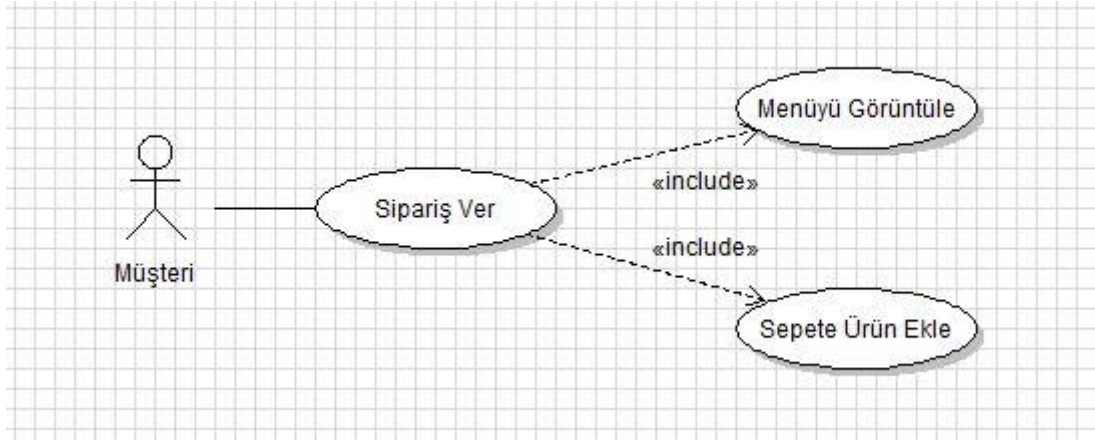 Menüyü Görüntüle
«include»
Sipariş Ver
«include»
Müşteri
Sepete Ürün Ekle